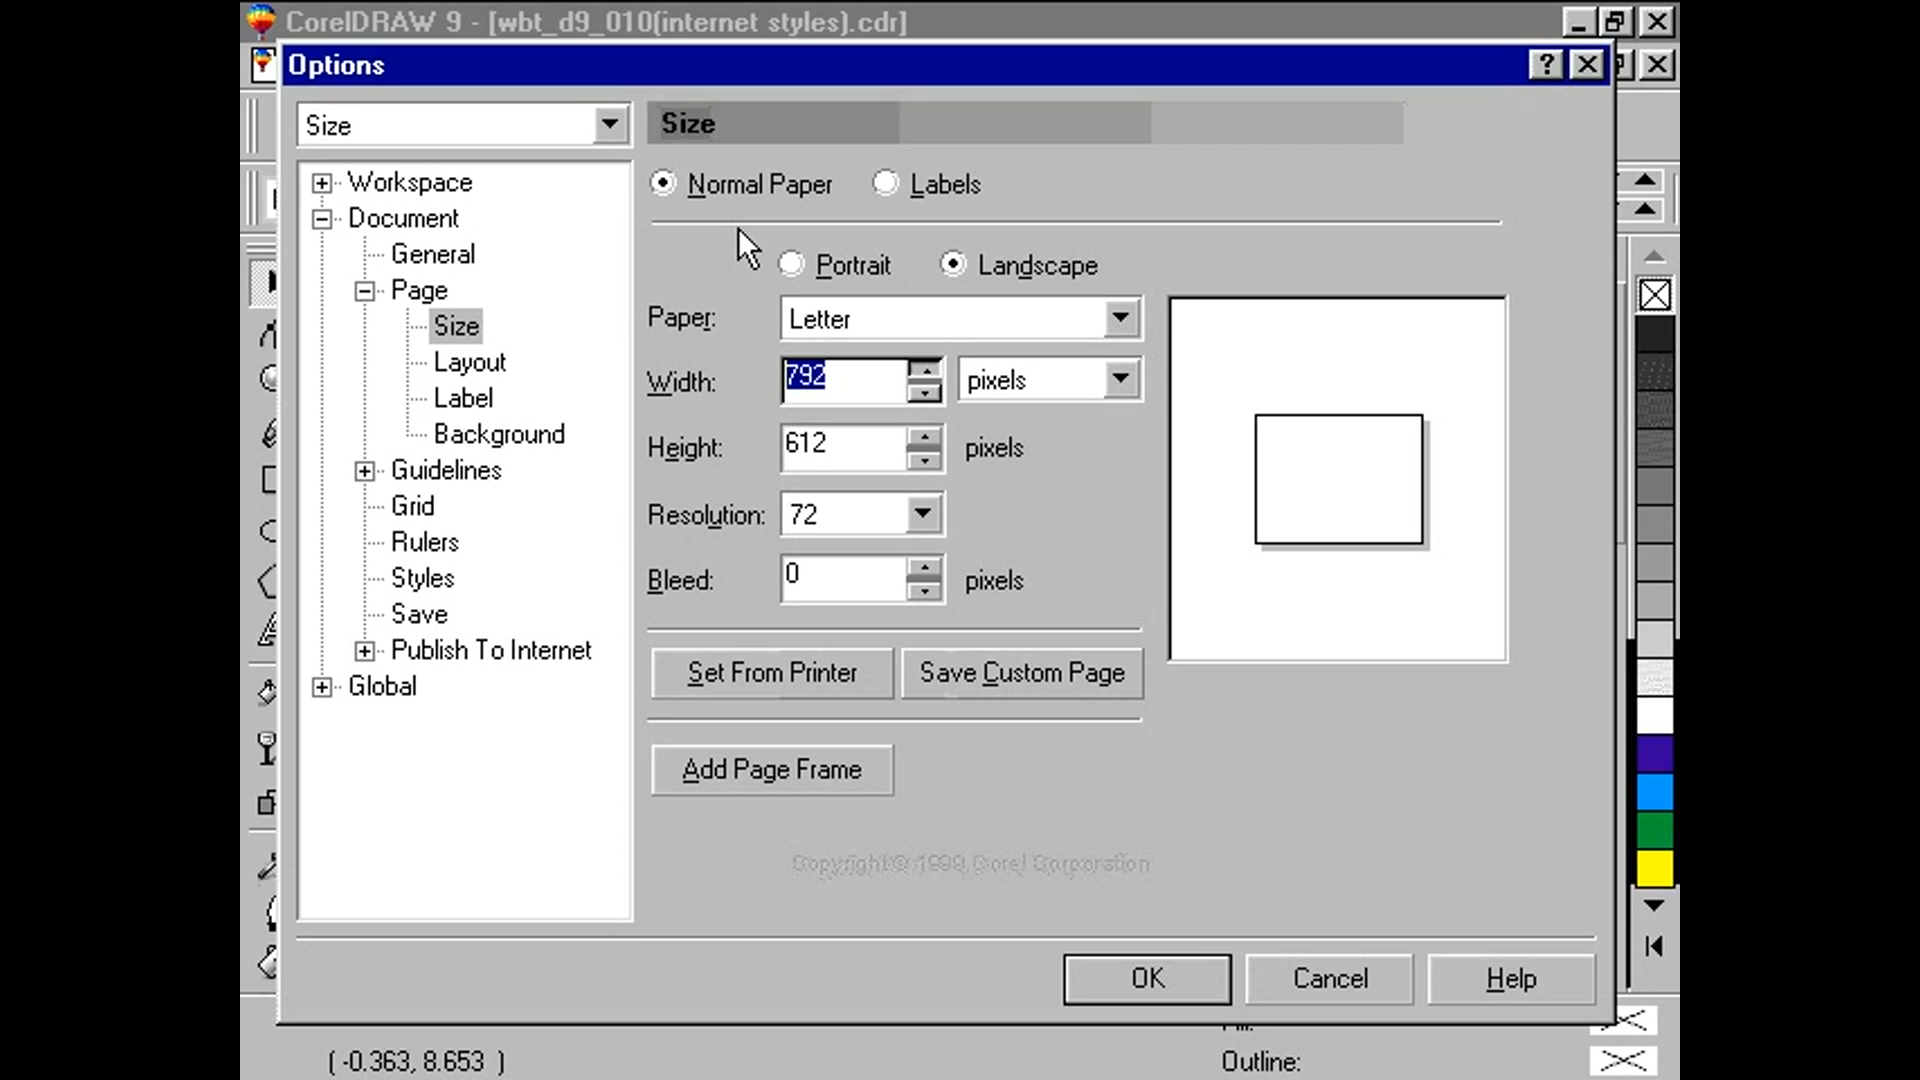 CorelDRAW 9 - [wbt_d9_010(internet styles).cdr]
Options
Size
Size
Workspace
Document
General
Page
Size
Layout
Label
Background
Guidelines
Grid
Rulers
Styles
Save
Publish To Internet
Global
Normal Paper
Labels
Portrait
Landscape
Paper:
Letter
Width:
792
pixels
Height:
612
pixels
Resolution:
72
Bleed:
0
pixels
Set From Printer
Save Custom Page
Add Page Frame
Copyright© 1999, Corel Corporation
OK
Cancel
Help
( -0.363, 8.653 )
Outline: